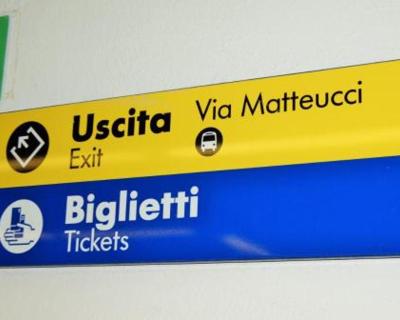 Uscita Via Matteucci
Exit
Biglietti
Tickets